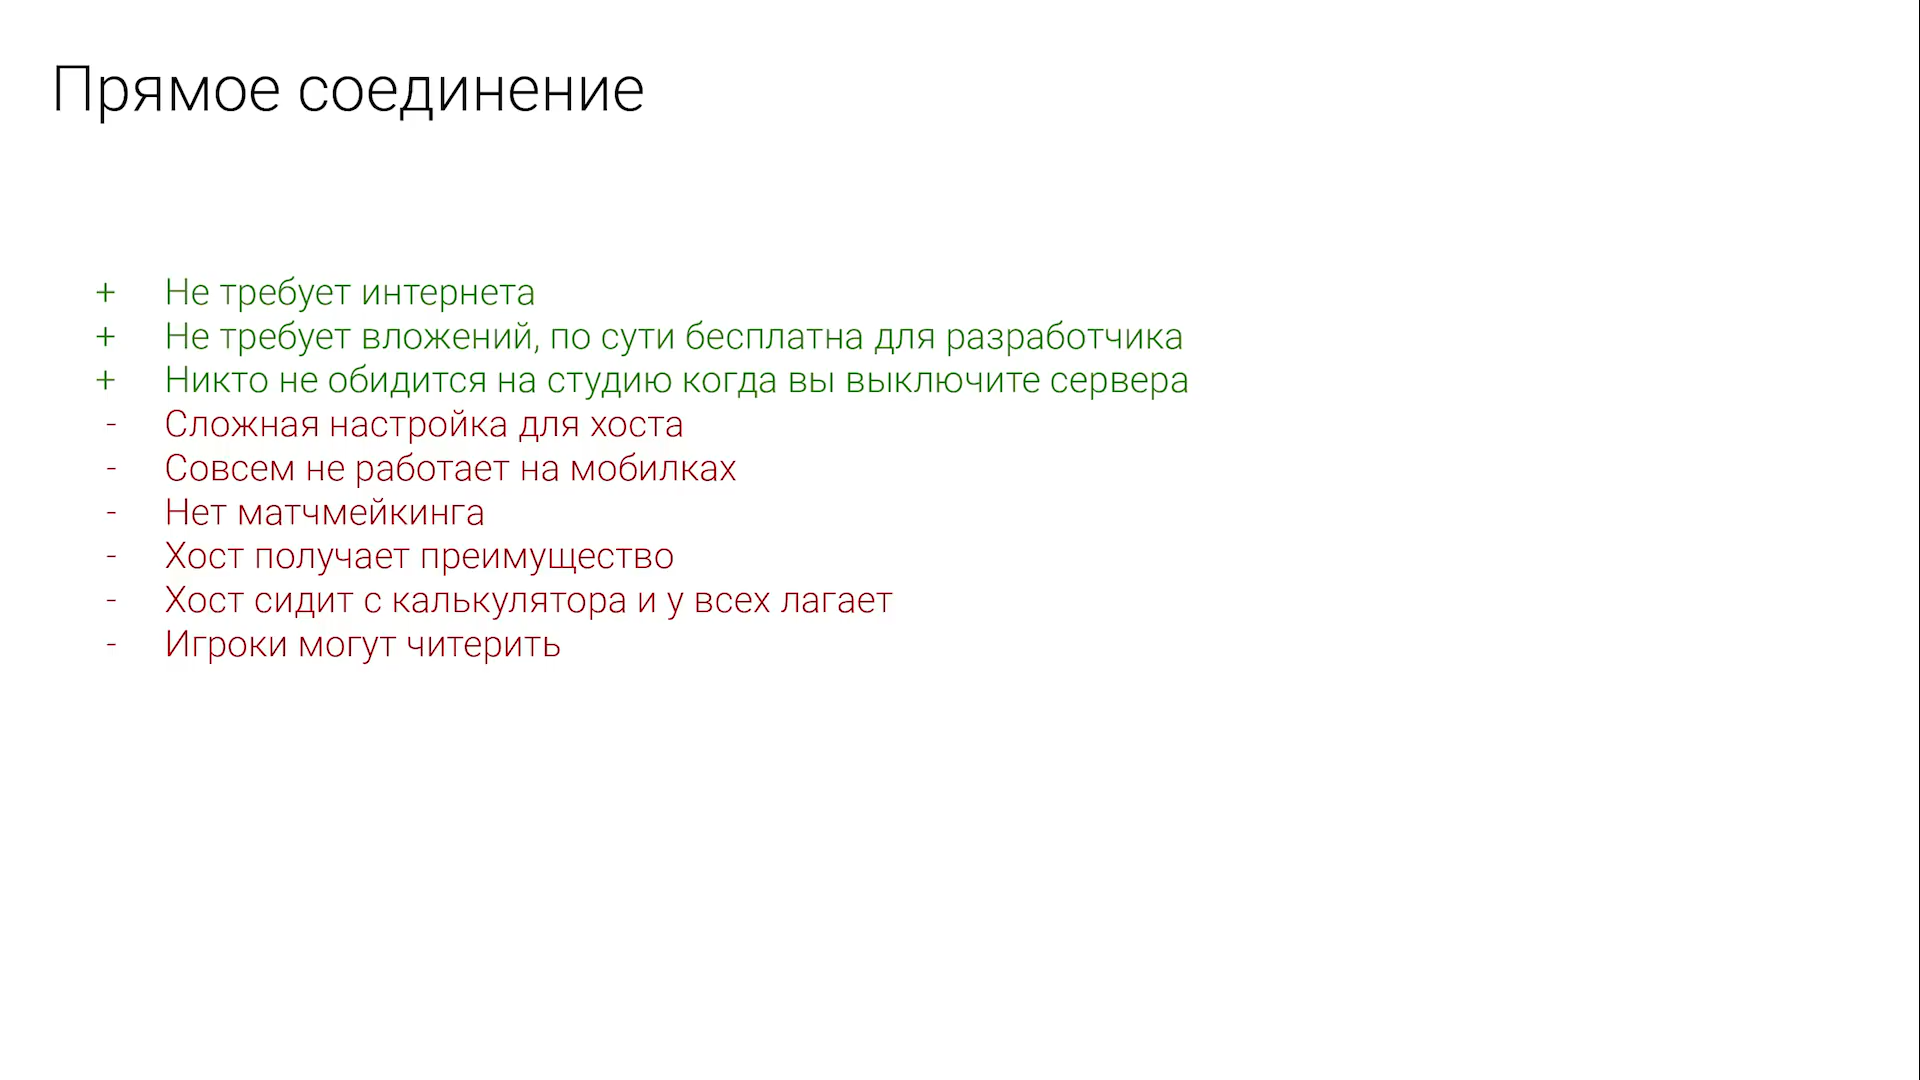 Прямое соединение
+ Не требует интернета
+ Не требует вложений, по сути бесплатна для разработчика
+ Никто не обидится на студию когда вы выключите сервера
- Сложная настройка для хоста
- Совсем не работает на мобилках
- Нет матчмейкинга
- Хост получает преимущество
- Хост сидит с калькулятора и у всех лагает
- Игроки могут читерить